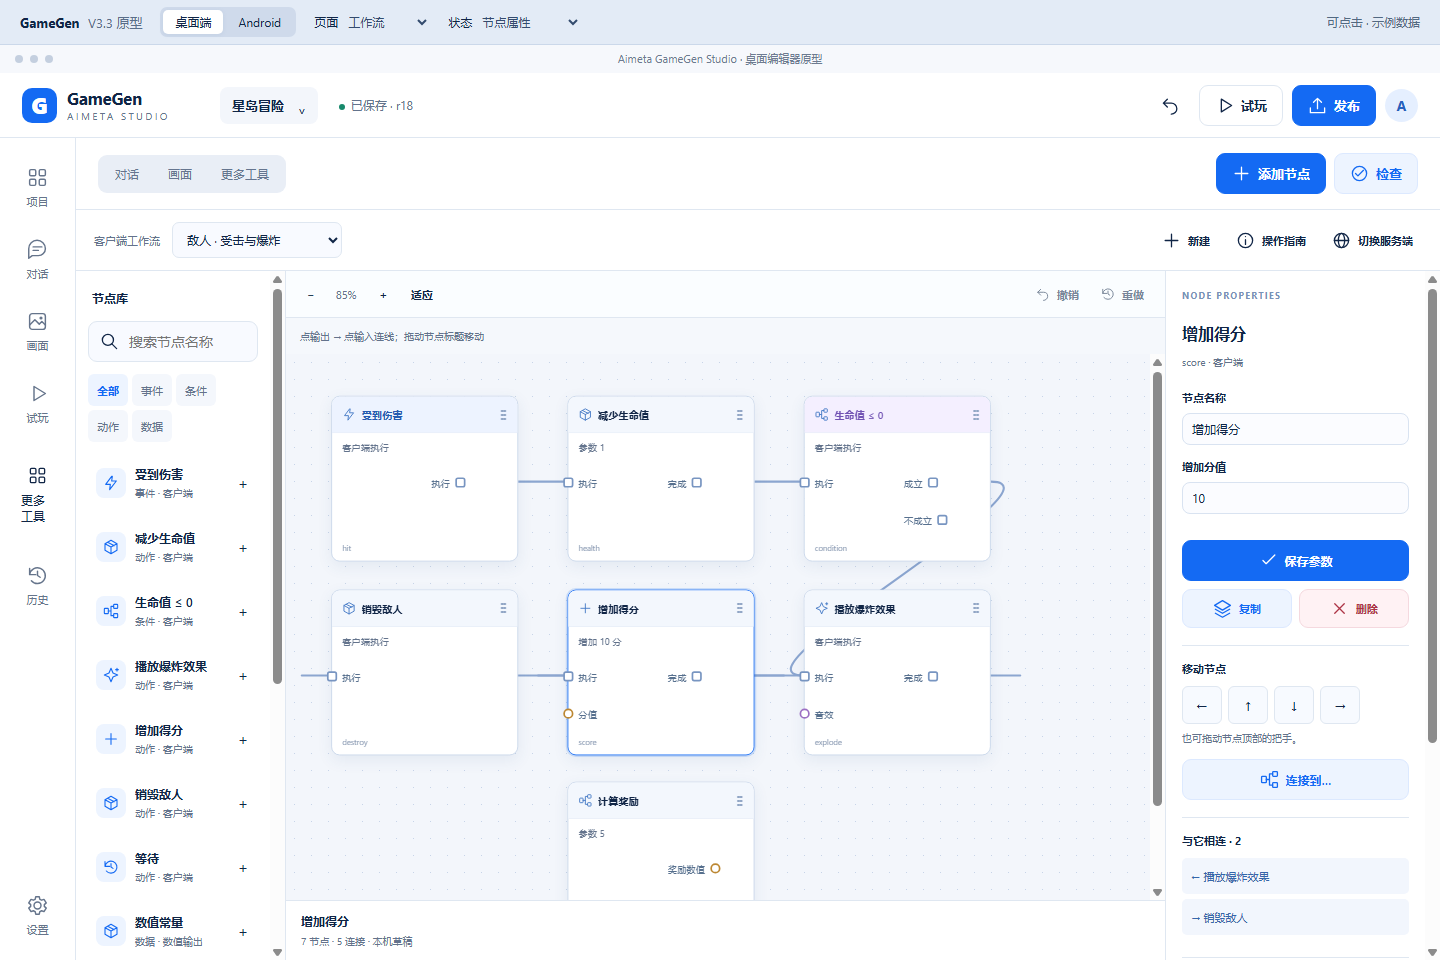 GameGen V3.3 原型 桌面端 Android 页面 工作流 状态 节点属性 可点击 · 示例数据
Aimeta GameGen Studio · 桌面编辑器原型
G GameGen AIMETA STUDIO 星岛冒险 已保存 · r18 试玩 发布 A
对话 画面 更多工具 添加节点 检查
客户端工作流 敌人 · 受击与爆炸 新建 操作指南 切换服务端
项目
对话
画面
试玩
更多
工具
历史
设置
节点库
搜索节点名称
全部 事件 条件
动作 数据
受到伤害
事件 · 客户端
+
减少生命值
动作 · 客户端
+
生命值 ≤ 0
条件 · 客户端
+
播放爆炸效果
动作 · 客户端
+
增加得分
动作 · 客户端
+
销毁敌人
动作 · 客户端
+
等待
动作 · 客户端
+
数值常量
数据 · 数值输出
+
− 85% + 适应 撤销 重做
点输出 → 点输入连线；拖动节点标题移动
受到伤害
客户端执行
执行
hit
减少生命值
参数 1
执行 完成
health
生命值 ≤ 0
客户端执行
执行 成立
不成立
condition
销毁敌人
客户端执行
执行
destroy
增加得分
增加 10 分
执行 完成
分值
score
播放爆炸效果
客户端执行
执行 完成
音效
explode
计算奖励
参数 5
奖励数值
增加得分
7 节点 · 5 连接 · 本机草稿
NODE PROPERTIES
增加得分
score · 客户端
节点名称
增加得分
增加分值
10
保存参数
复制 删除
移动节点
← ↑ ↓ →
也可拖动节点顶部的把手。
连接到...
与它相连 · 2
← 播放爆炸效果
→ 销毁敌人